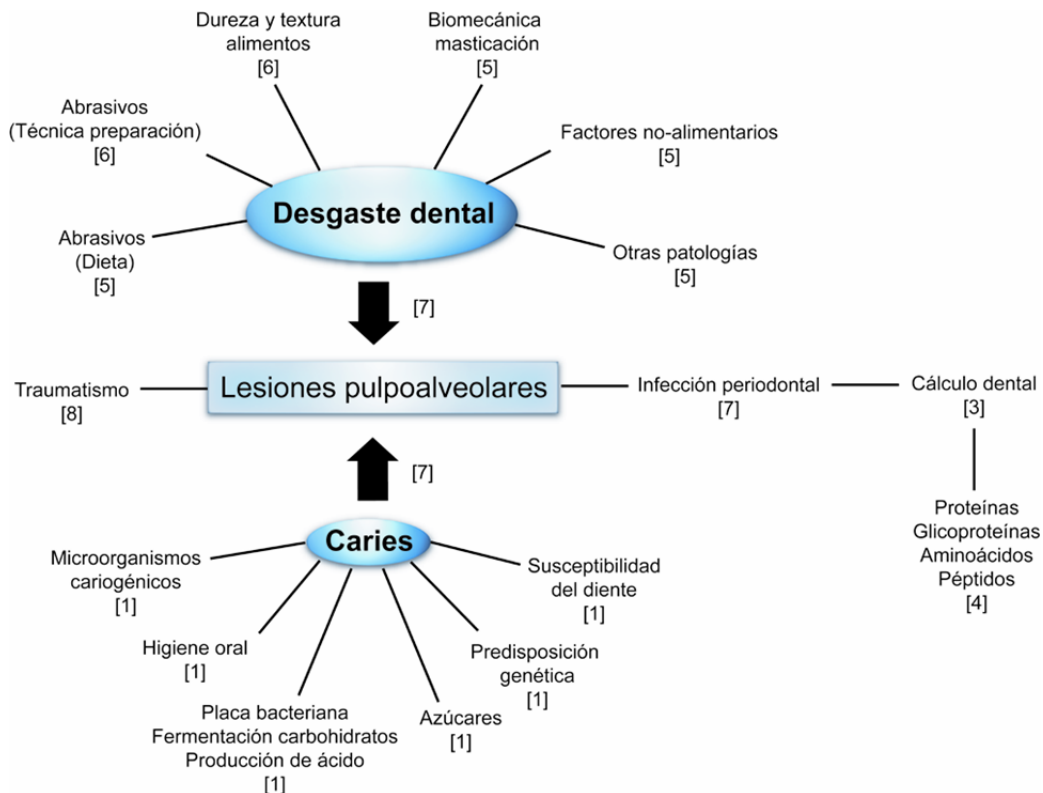 Dureza y textura
alimentos
[6]
Biomecánica
masticación
[5]
Abrasivos
(Técnica preparación)
[6]
Factores no-alimentarios
[5]
Desgaste dental
Abrasivos
(Dieta)
[5]
Otras patologías
[5]
[7]
Traumatismo
[8]
Lesiones pulpoalveolares
Infección periodontal
[7]
Cálculo dental
[3]
[7]
Proteínas
Glicoproteínas
Aminoácidos
Péptidos
[4]
Caries
Microorganismos
cariogénicos
[1]
Susceptibilidad
del diente
[1]
Higiene oral
[1]
Predisposición
genética
[1]
Placa bacteriana
Fermentación carbohidratos
Producción de ácido
[1]
Azúcares
[1]